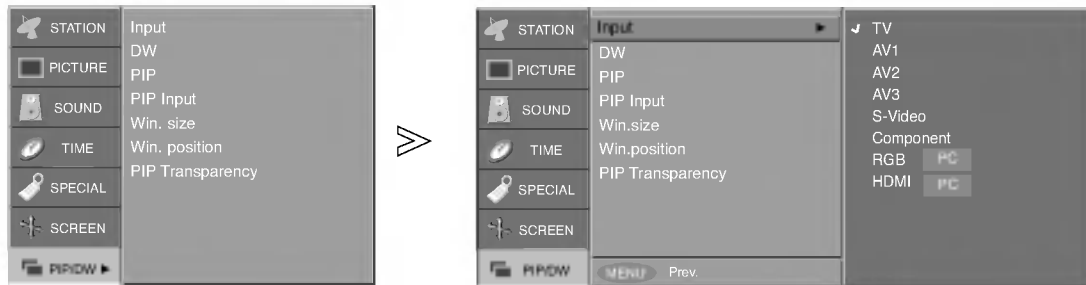 STATION
PICTURE
SOUND
TIME
SPECIAL
SCREEN
PIP/DW
Input
DW
PIP
PIP Input
Win. size
Win. position
PIP Transparency
STATION
PICTURE
SOUND
TIME
SPECIAL
SCREEN
PIP/DW
Input
DW
PIP
PIP Input
Win.size
Win.position
PIP Transparency
MENU Prev.
TV
AV1
AV2
AV3
S-Video
Component
RGB PC
HDMI PC